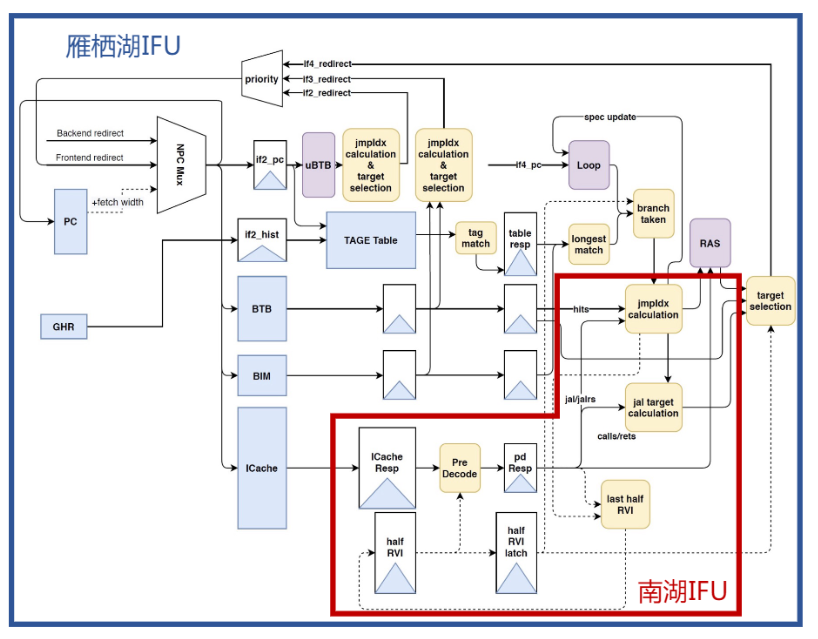 雁栖湖IFU
priority
if4_redirect
if3_redirect
if2_redirect
Backend redirect
Frontend redirect
NPC Mux
PC
+fetch width
if2_pc
uBTB
jmpIdx
calculation
&
target
selection
jmpIdx
calculation
&
target
selection
spec update
if4_pc
Loop
branch
taken
if2_hist
TAGE Table
tag
match
table
resp
longest
match
RAS
GHR
BTB
hits
jmpIdx
calculation
target
selection
BIM
jal/jalrs
jal target
calculation
calls/rets
ICache
ICache
Resp
Pre
Decode
pd
Resp
last half
RVI
half
RVI
half
RVI
latch
南湖IFU